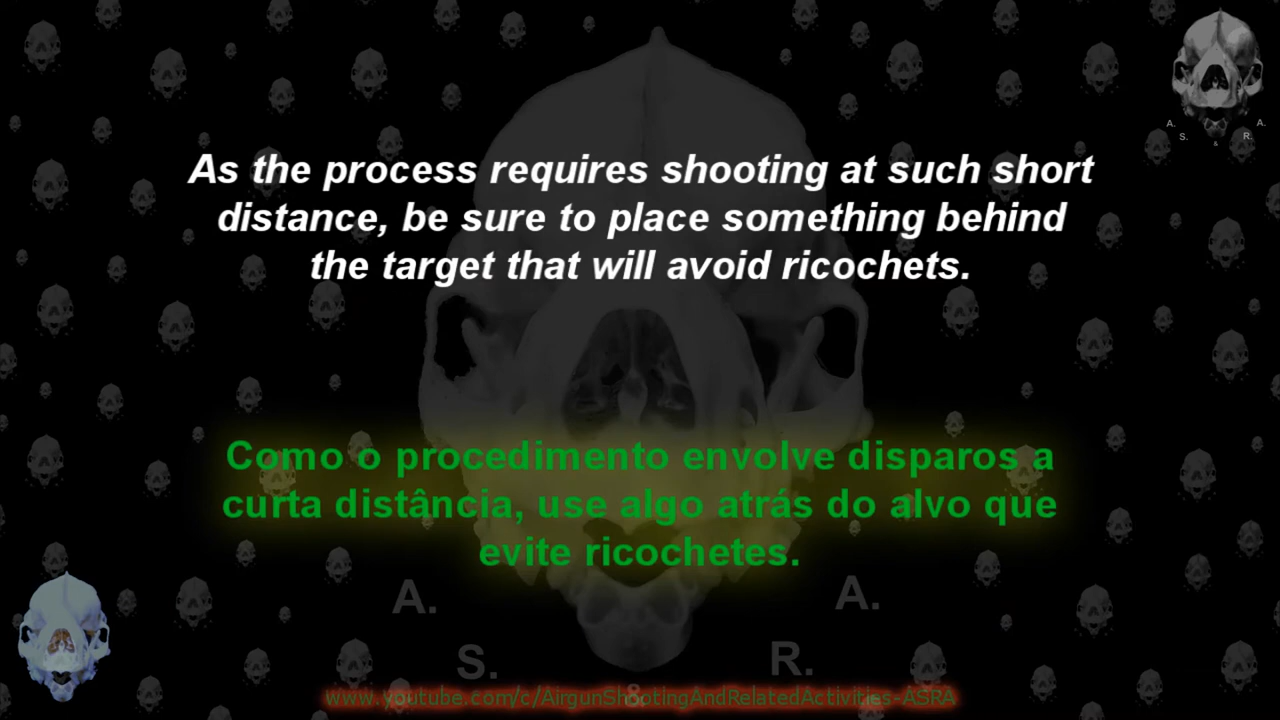 A. A.
S. R.
&
As the process requires shooting at such short
distance, be sure to place something behind
the target that will avoid ricochets.
Como o procedimento envolve disparos a
curta distância, use algo atrás do alvo que
evite ricochetes.
A. A.
S. R.
&
www.youtube.com/c/AirgunShootingAndRelatedActivities-ASRA